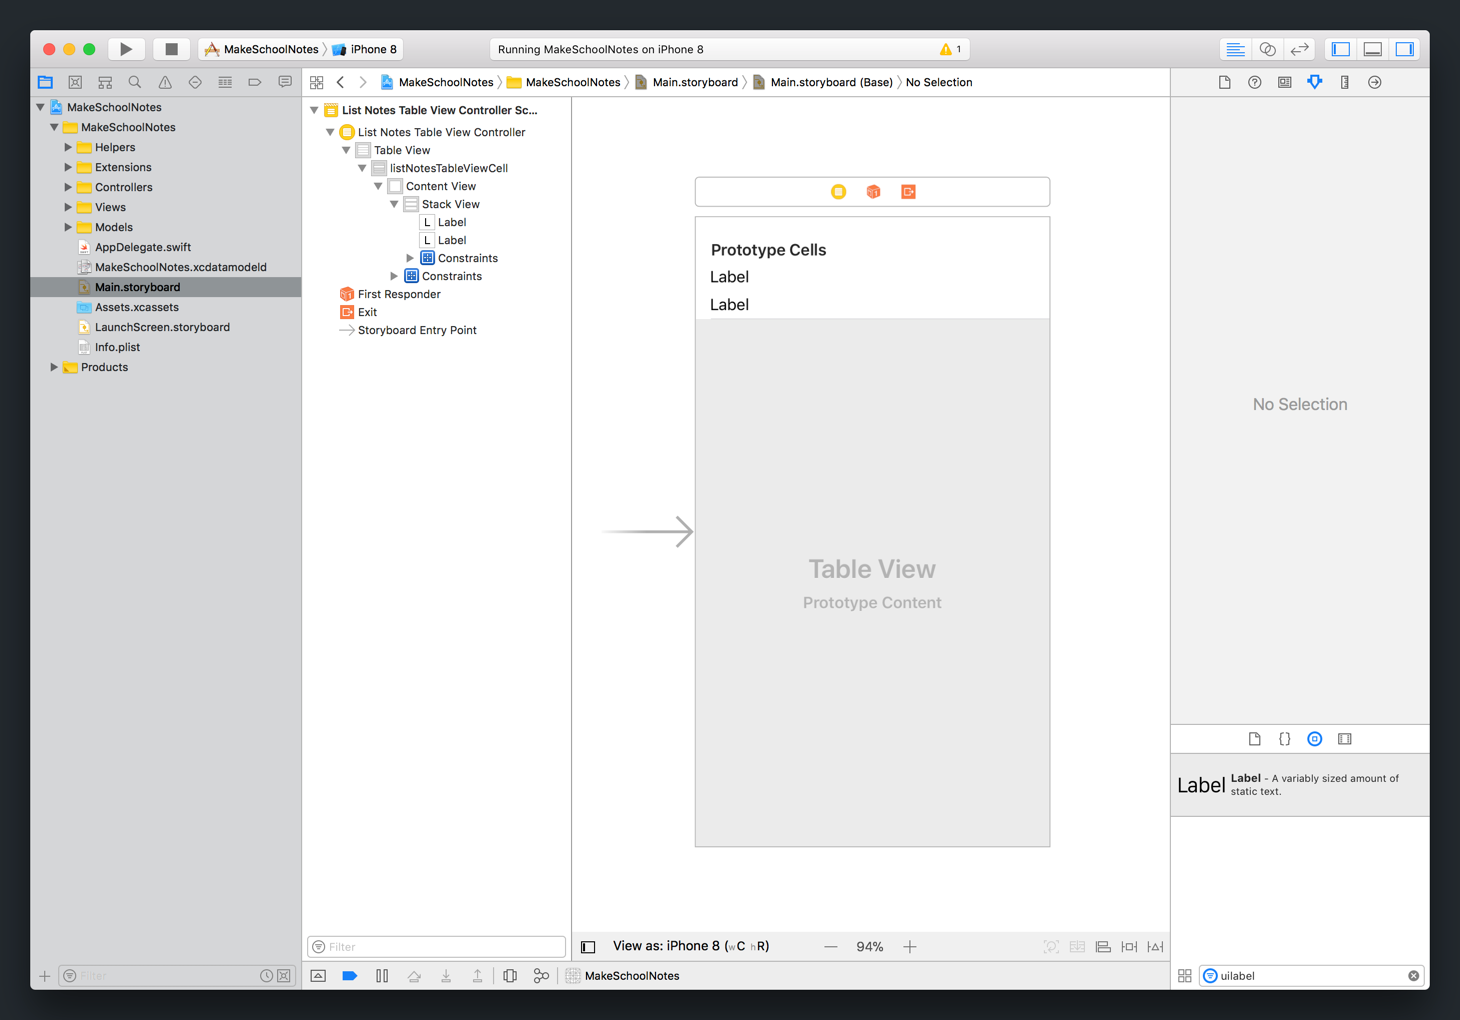 MakeSchoolNotes 〉 iPhone 8
Running MakeSchoolNotes on iPhone 8
1
MakeSchoolNotes 〉 MakeSchoolNotes 〉 Main.storyboard 〉 Main.storyboard (Base) 〉 No Selection
MakeSchoolNotes
MakeSchoolNotes
Helpers
Extensions
Controllers
Views
Models
AppDelegate.swift
MakeSchoolNotes.xcdatamodeld
Main.storyboard
Assets.xcassets
LaunchScreen.storyboard
Info.plist
Products
Filter
List Notes Table View Controller Sc...
List Notes Table View Controller
Table View
listNotesTableViewCell
Content View
Stack View
L Label
L Label
Constraints
Constraints
First Responder
Exit
Storyboard Entry Point
Filter
Prototype Cells
Label
Label
Table View
Prototype Content
View as: iPhone 8 (wC hR)
94%
MakeSchoolNotes
No Selection
Label
Label - A variably sized amount of
static text.
uilabel